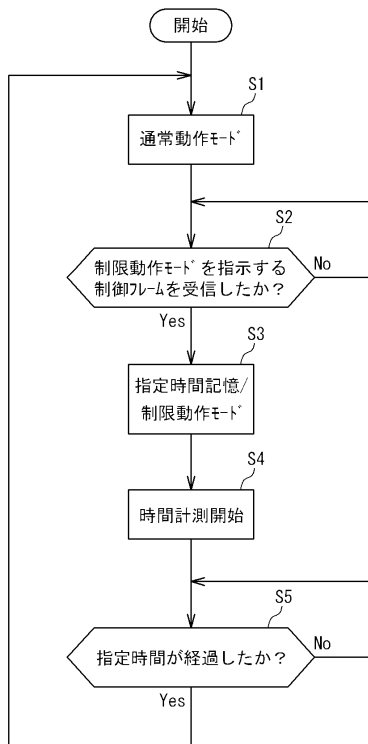 開始
S1
通常動作ﾓｰﾄﾞ
S2
制限動作ﾓｰﾄﾞを指示する
制御ﾌﾚｰﾑを受信したか？
No
Yes
S3
指定時間記憶/
制限動作ﾓｰﾄﾞ
S4
時間計測開始
S5
指定時間が経過したか？
No
Yes